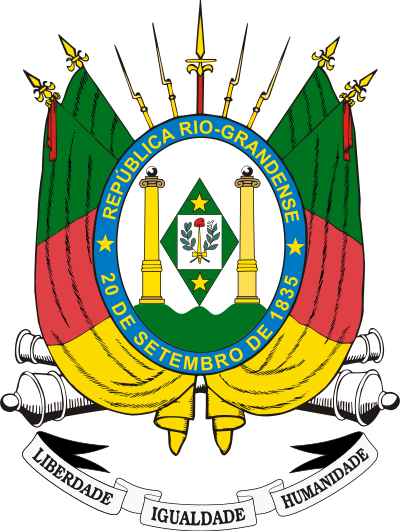 REPÚBLICA RIO-GRANDENSE
20 DE SETEMBRO DE 1835
LIBERDADE
IGUALDADE
HUMANIDADE